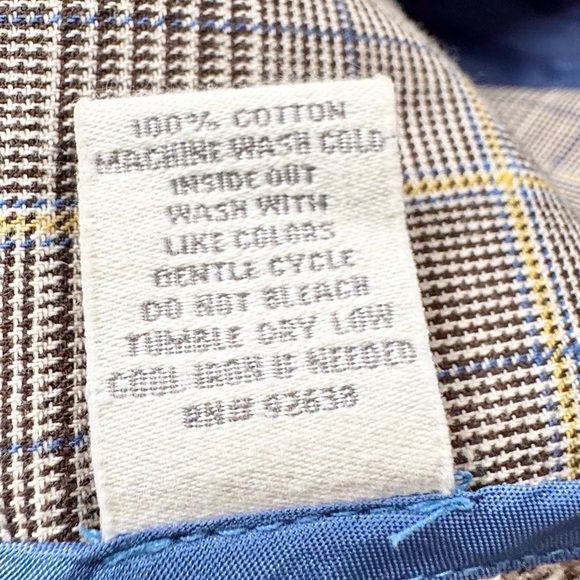 100% COTTON
MACHINE WASH COLD
INSIDE OUT
WASH WITH
LIKE COLORS
GENTLE CYCLE
DO NOT BLEACH
TUMBLE DRY LOW
COOL IRON IF NEEDED
RN# 92630